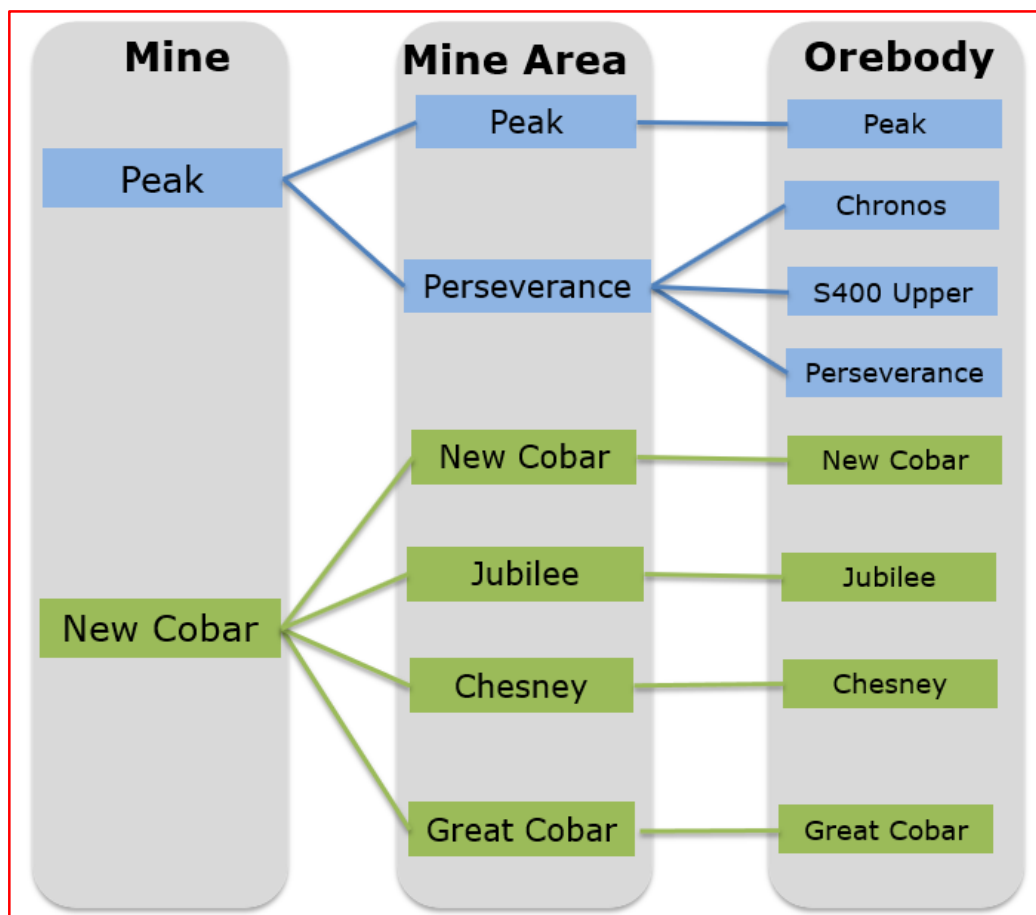 Mine
Mine Area
Orebody
Peak
Peak
Peak
Perseverance
Chronos
S400 Upper
Perseverance
New Cobar
New Cobar
New Cobar
Jubilee
Jubilee
Chesney
Chesney
Great Cobar
Great Cobar